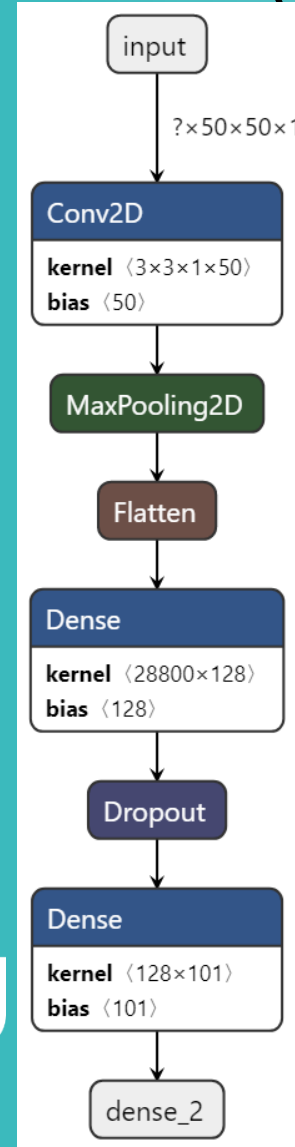 input
?×50×50×1
Conv2D
kernel 〈3×3×1×50〉
bias 〈50〉
MaxPooling2D
Flatten
Dense
kernel 〈28800×128〉
bias 〈128〉
Dropout
Dense
kernel 〈128×101〉
bias 〈101〉
dense_2